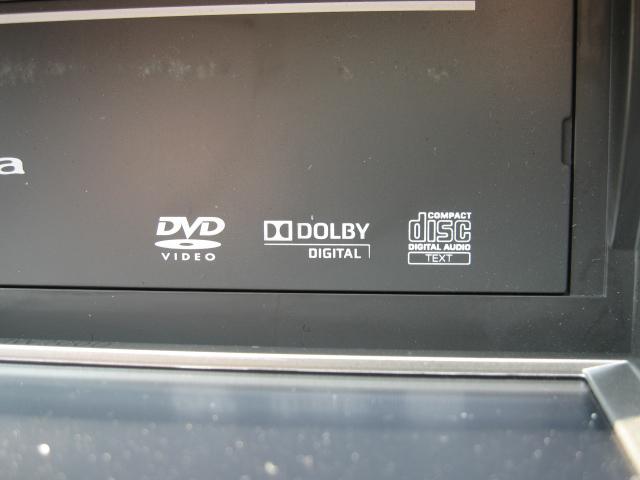 a
DVD
VIDEO
DOLBY
DIGITAL
COMPACT
disc
DIGITAL AUDIO
TEXT